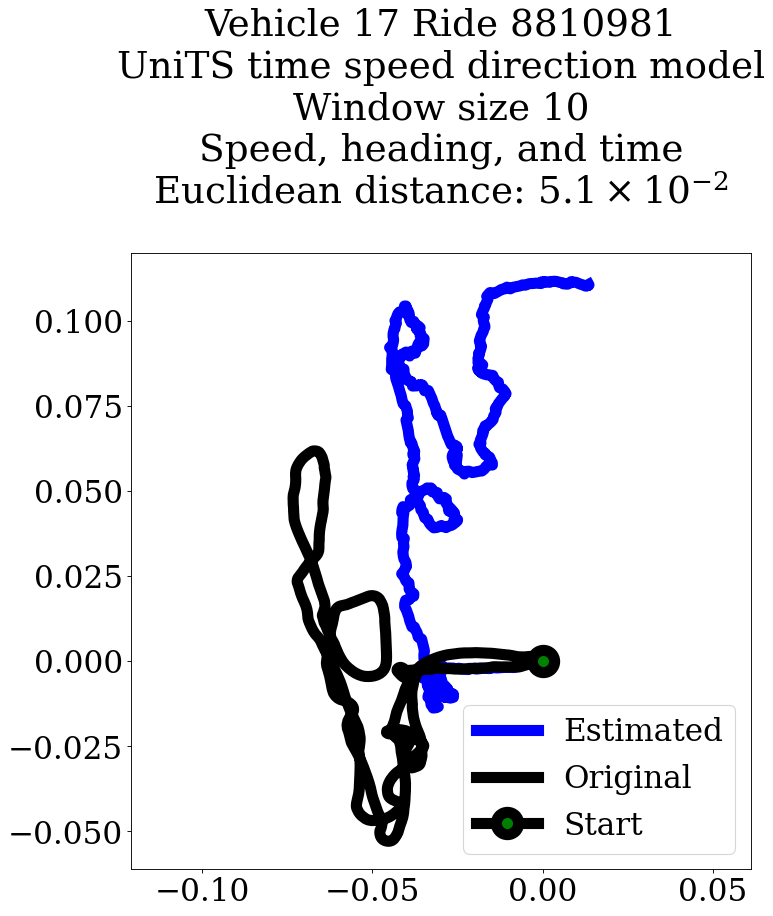 Vehicle 17 Ride 8810981
UniTS time speed direction model
Window size 10
Speed, heading, and time
Euclidean distance: 5.1 × 10⁻²
0.100
0.075
0.050
0.025
0.000
−0.025
−0.050
−0.10
−0.05
0.00
0.05
Estimated
Original
Start